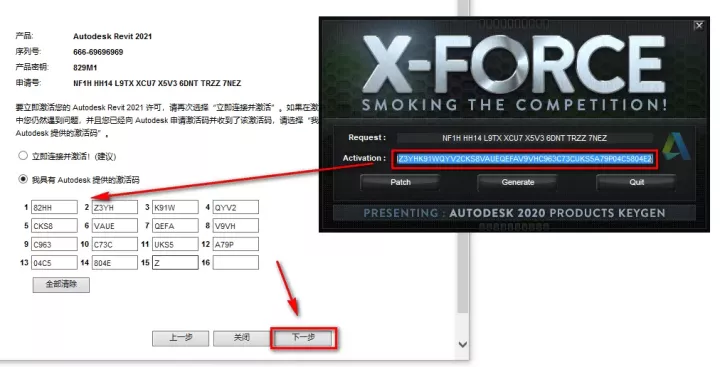 产品: Autodesk Revit 2021
序列号: 666-69696969
产品密钥: 829M1
申请号: NF1H HH14 L9TX XCU7 X5V3 6DNT TRZZ 7NEZ
要立即激活您的 Autodesk Revit 2021 许可，请再次选择“立即连接并激活”。如果在激
中您仍然遇到问题，并且您已经向 Autodesk 申请激活码并收到了该激活码，请选择“我
Autodesk 提供的激活码”。
立即连接并激活! (建议)
我具有 Autodesk 提供的激活码
1 82HH 2 Z3YH 3 K91W 4 QYV2
5 CKS8 6 VAUE 7 QEFA 8 V9VH
9 C963 10 C73C 11 UKS5 12 A79P
13 04C5 14 804E 15 Z 16
全部清除
上一步 关闭 下一步
X-FORCE
SMOKING THE COMPETITION!
Request : NF1H HH14 L9TX XCU7 X5V3 6DNT TRZZ 7NEZ
Activation : Z3YHK91WQYV2CKS8VAUEQEFAV9VHC963C73CUKS5A79P04C5804EZ
Patch Generate Quit
PRESENTING : AUTODESK 2020 PRODUCTS KEYGEN